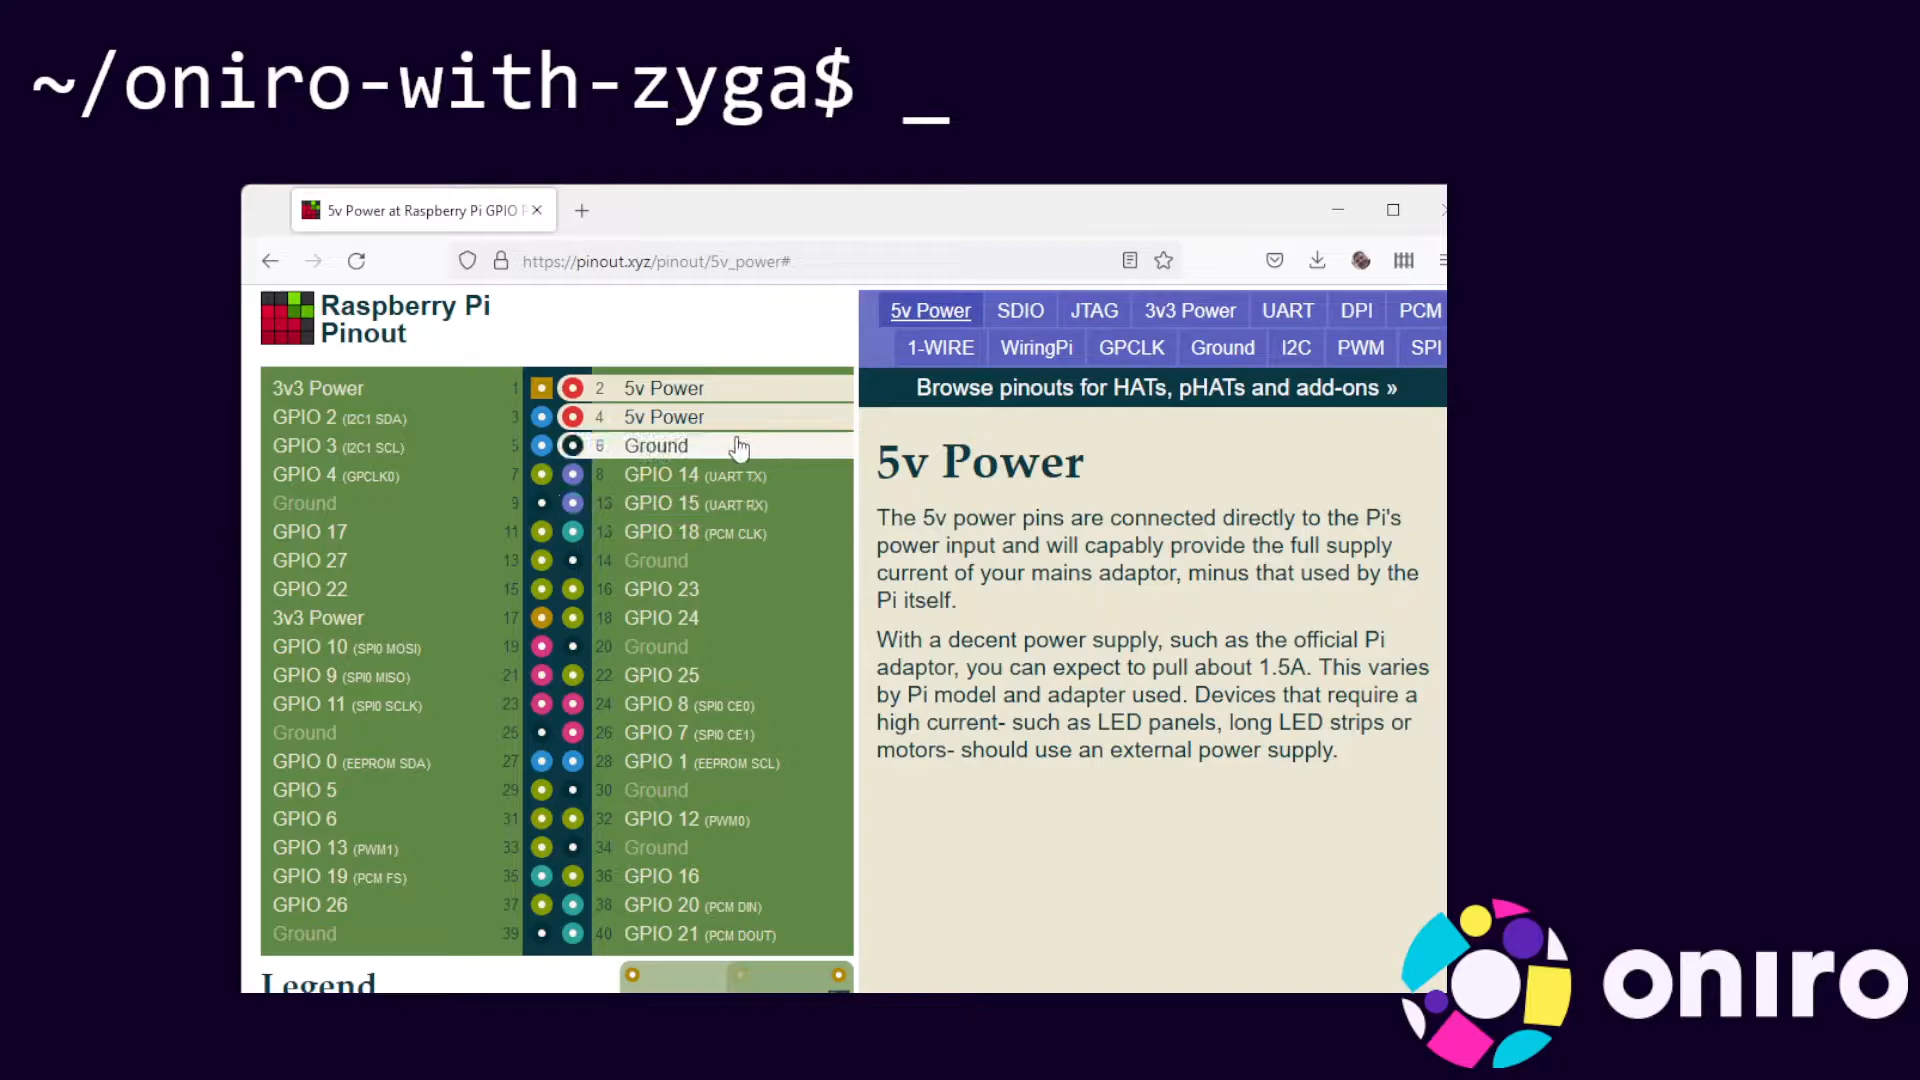 ~/oniro-with-zyga$ _
5v Power at Raspberry Pi GPIO
https://pinout.xyz/pinout/5v_power#
Raspberry Pi
Pinout
5v Power SDIO JTAG 3v3 Power UART DPI PCM
1-WIRE WiringPi GPCLK Ground I2C PWM SPI
Browse pinouts for HATs, pHATs and add-ons »
3v3 Power 1 2 5v Power
GPIO 2 (I2C1 SDA) 3 4 5v Power
GPIO 3 (I2C1 SCL) 5 6 Ground
GPIO 4 (GPCLK0) 7 8 GPIO 14 (UART TX)
Ground 9 GPIO 15 (UART RX)
GPIO 17 11 GPIO 18 (PCM CLK)
GPIO 27 13 14 Ground
GPIO 22 15 16 GPIO 23
3v3 Power 17 18 GPIO 24
GPIO 10 (SPI0 MOSI) 19 20 Ground
GPIO 9 (SPI0 MISO) 21 22 GPIO 25
GPIO 11 (SPI0 SCLK) 23 24 GPIO 8 (SPI0 CE0)
Ground 25 26 GPIO 7 (SPI0 CE1)
GPIO 0 (EEPROM SDA) 27 28 GPIO 1 (EEPROM SCL)
GPIO 5 29 30 Ground
GPIO 6 31 32 GPIO 12 (PWM0)
GPIO 13 (PWM1) 33 34 Ground
GPIO 19 (PCM FS) 35 36 GPIO 16
GPIO 26 37 38 GPIO 20 (PCM DIN)
Ground 39 40 GPIO 21 (PCM DOUT)
Legend
5v Power
The 5v power pins are connected directly to the Pi's
power input and will capably provide the full supply
current of your mains adaptor, minus that used by the
Pi itself.
With a decent power supply, such as the official Pi
adaptor, you can expect to pull about 1.5A. This varies
by Pi model and adapter used. Devices that require a
high current- such as LED panels, long LED strips or
motors- should use an external power supply.
oniro